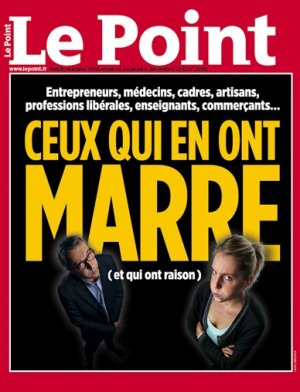 Le Point
Le Point
www.lepoint.fr
Entrepreneurs, médecins, cadres, artisans,
professions libérales, enseignants, commerçants...
CEUX QUI EN ONT
MARRE
( et qui ont raison )